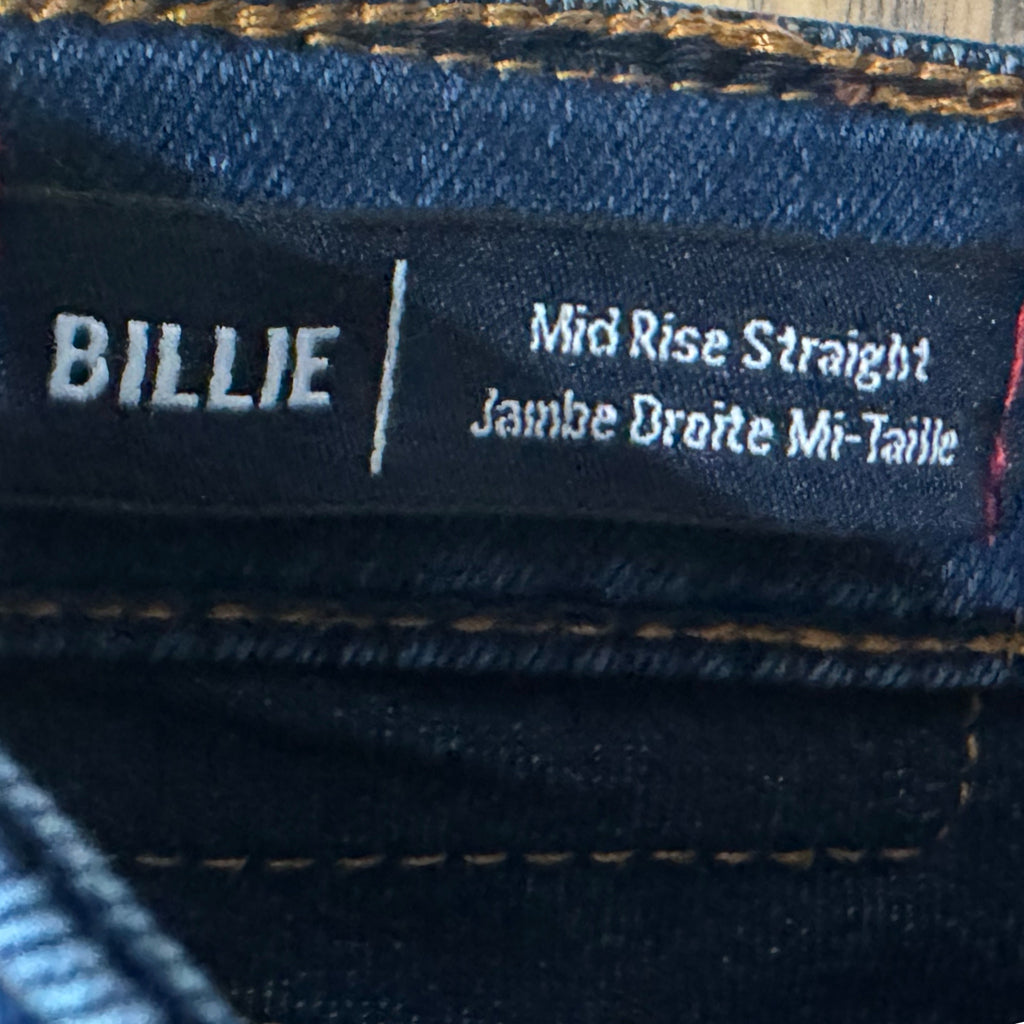 BILLIE
Mid Rise Straight
Jambe Droite Mi-Taille